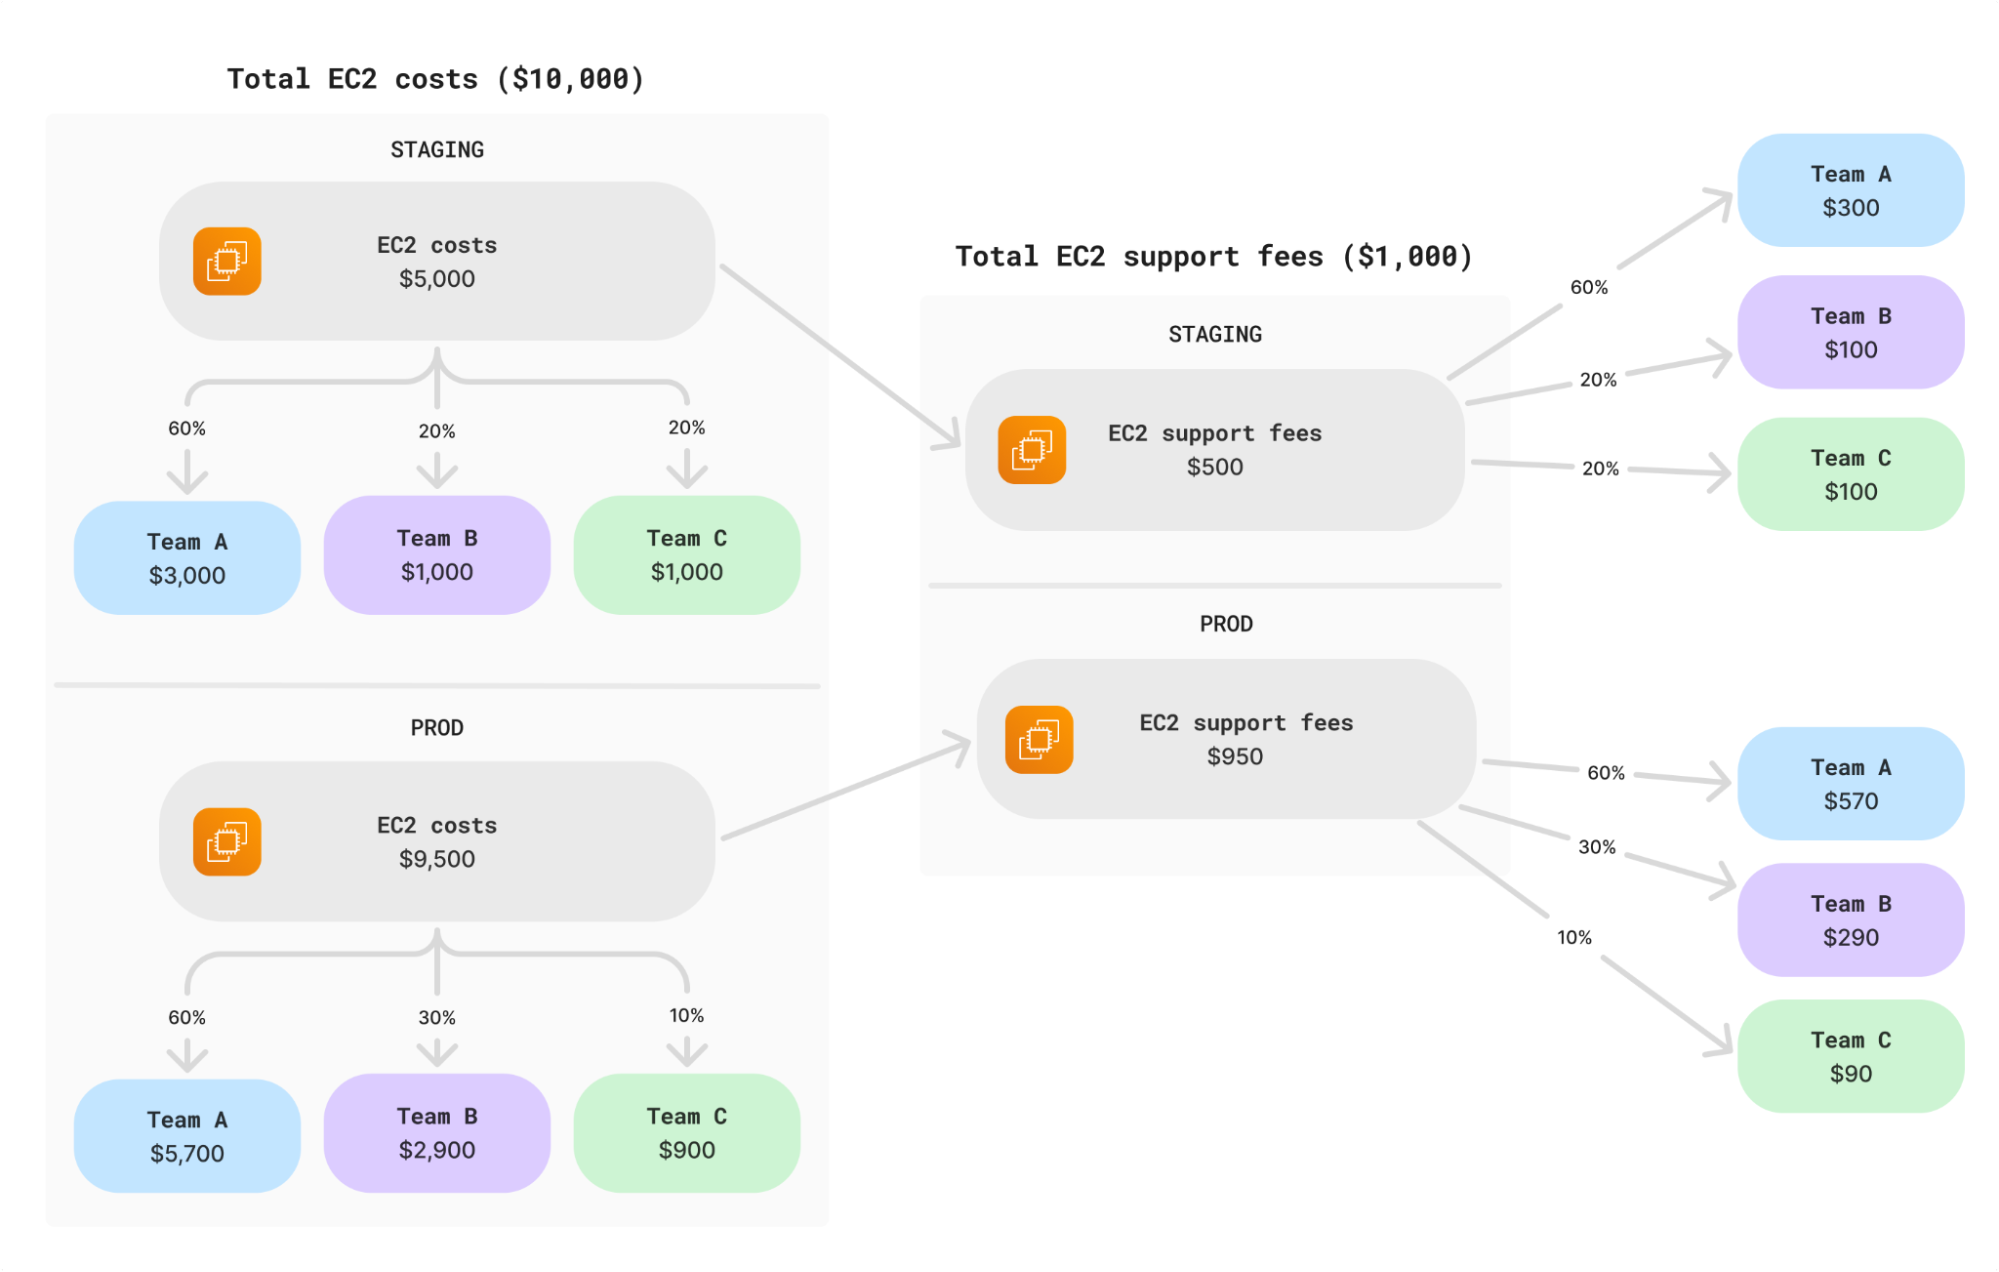 Total EC2 costs ($10,000)
STAGING
EC2 costs
$5,000
60%
20%
20%
Team A
$3,000
Team B
$1,000
Team C
$1,000
PROD
EC2 costs
$9,500
60%
30%
10%
Team A
$5,700
Team B
$2,900
Team C
$900
Total EC2 support fees ($1,000)
STAGING
EC2 support fees
$500
60%
20%
20%
Team A
$300
Team B
$100
Team C
$100
PROD
EC2 support fees
$950
60%
30%
10%
Team A
$570
Team B
$290
Team C
$90